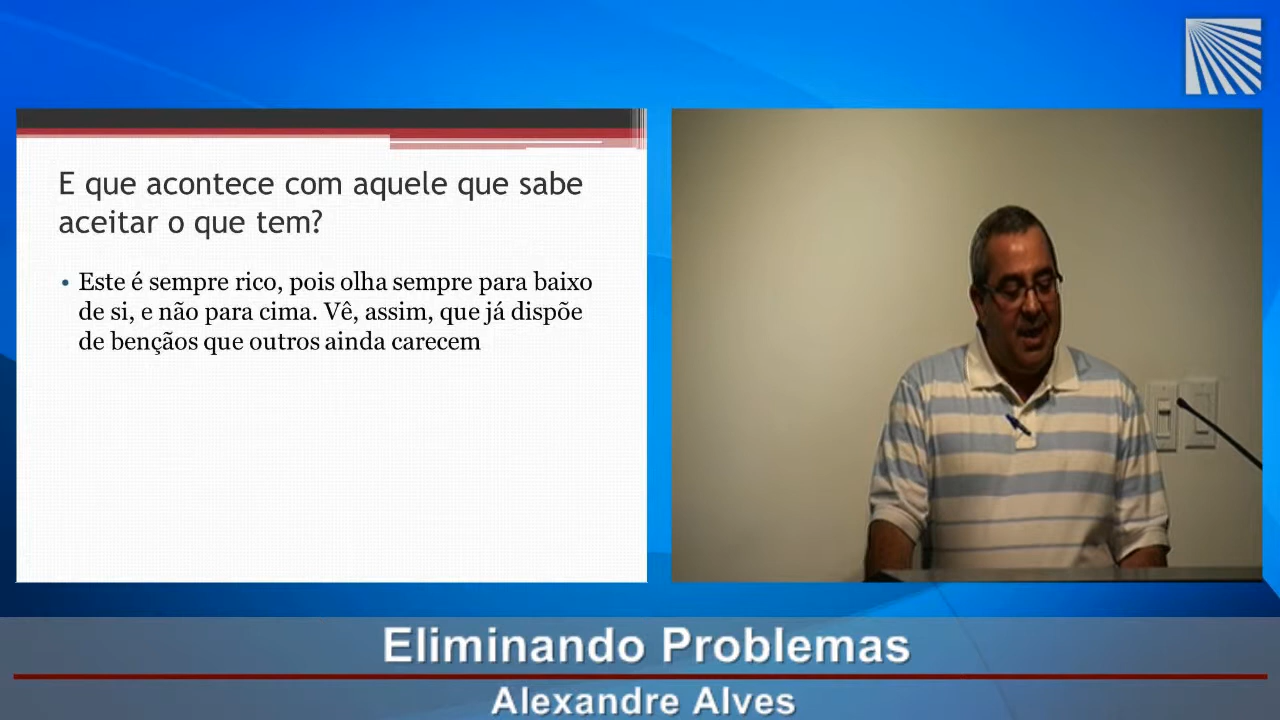 E que acontece com aquele que sabe
aceitar o que tem?
• Este é sempre rico, pois olha sempre para baixo
de si, e não para cima. Vê, assim, que já dispõe
de bençãos que outros ainda carecem
Eliminando Problemas
Alexandre Alves